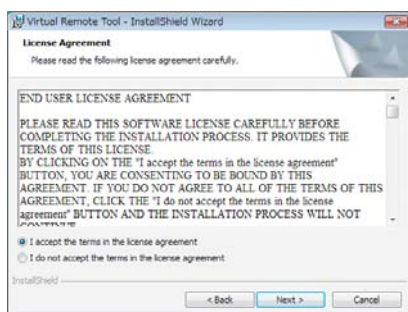 Virtual Remote Tool - InstallShield Wizard
License Agreement
Please read the following license agreement carefully.
END USER LICENSE AGREEMENT
PLEASE READ THIS SOFTWARE LICENSE CAREFULLY BEFORE
COMPLETING THE INSTALLATION PROCESS. IT PROVIDES THE
TERMS OF THIS LICENSE.
BY CLICKING ON THE "I accept the terms in the license agreement"
BUTTON, YOU ARE CONSENTING TO BE BOUND BY THIS
AGREEMENT. IF YOU DO NOT AGREE TO ALL OF THE TERMS OF THIS
AGREEMENT, CLICK THE "I do not accept the terms in the license
agreement" BUTTON AND THE INSTALLATION PROCESS WILL NOT
I accept the terms in the license agreement
I do not accept the terms in the license agreement
InstallShield
< Back
Next >
Cancel